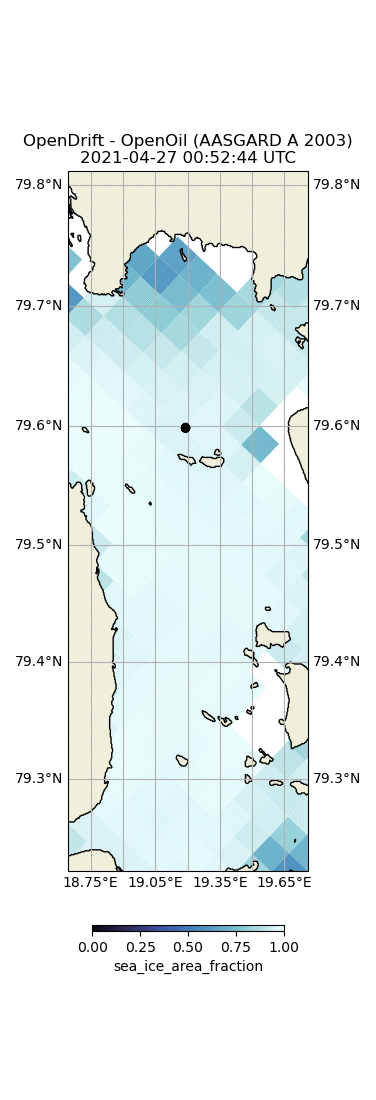 OpenDrift - OpenOil (AASGARD A 2003)
2021-04-27 00:52:44 UTC
79.8°N 79.8°N
79.7°N 79.7°N
79.6°N 79.6°N
79.5°N 79.5°N
79.4°N 79.4°N
79.3°N 79.3°N
18.75°E 19.05°E 19.35°E 19.65°E
0.00 0.25 0.50 0.75 1.00
sea_ice_area_fraction